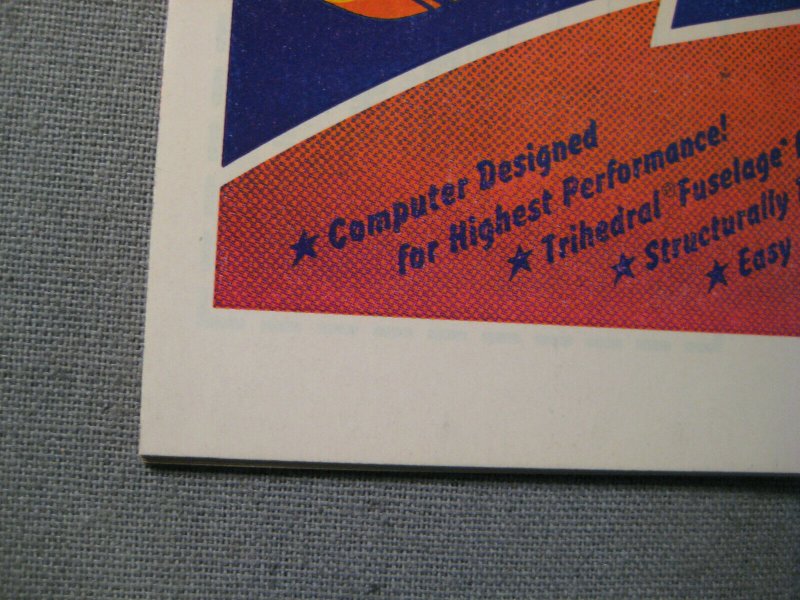 ★ Computer Designed
for Highest Performance!
★ Trihedral® Fuselage*
★ Structurally
★ Easy